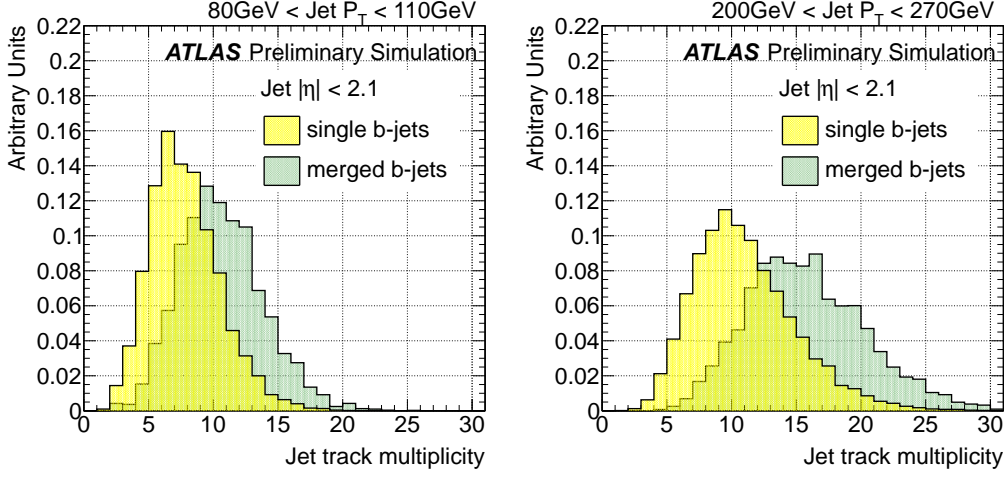 80GeV < Jet P_T < 110GeV
ATLAS Preliminary Simulation
Jet |η| < 2.1
single b-jets
merged b-jets
Arbitrary Units
0.22
0.2
0.18
0.16
0.14
0.12
0.1
0.08
0.06
0.04
0.02
0
0 5 10 15 20 25 30
Jet track multiplicity
200GeV < Jet P_T < 270GeV
ATLAS Preliminary Simulation
Jet |η| < 2.1
single b-jets
merged b-jets
Arbitrary Units
0.22
0.2
0.18
0.16
0.14
0.12
0.1
0.08
0.06
0.04
0.02
0
0 5 10 15 20 25 30
Jet track multiplicity